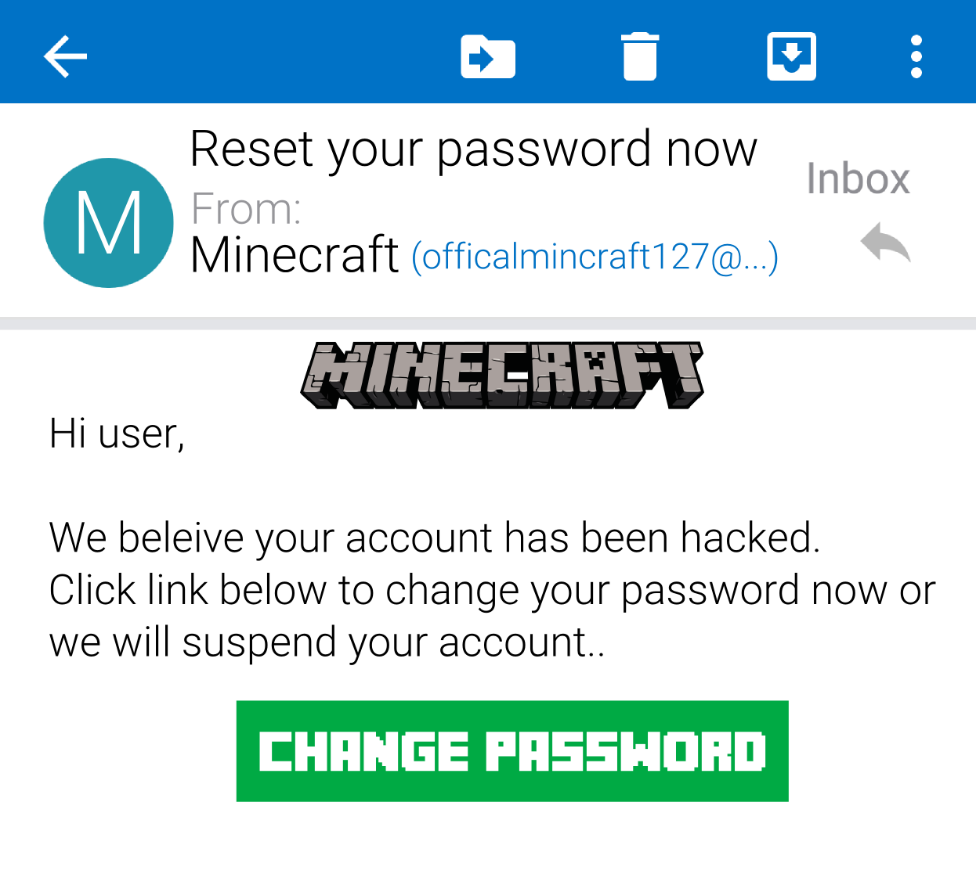 Reset your password now
Inbox
From:
Minecraft (officalmincraft127@...)
M
MINECRAFT
Hi user,
We beleive your account has been hacked.
Click link below to change your password now or
we will suspend your account..
CHANGE PASSWORD